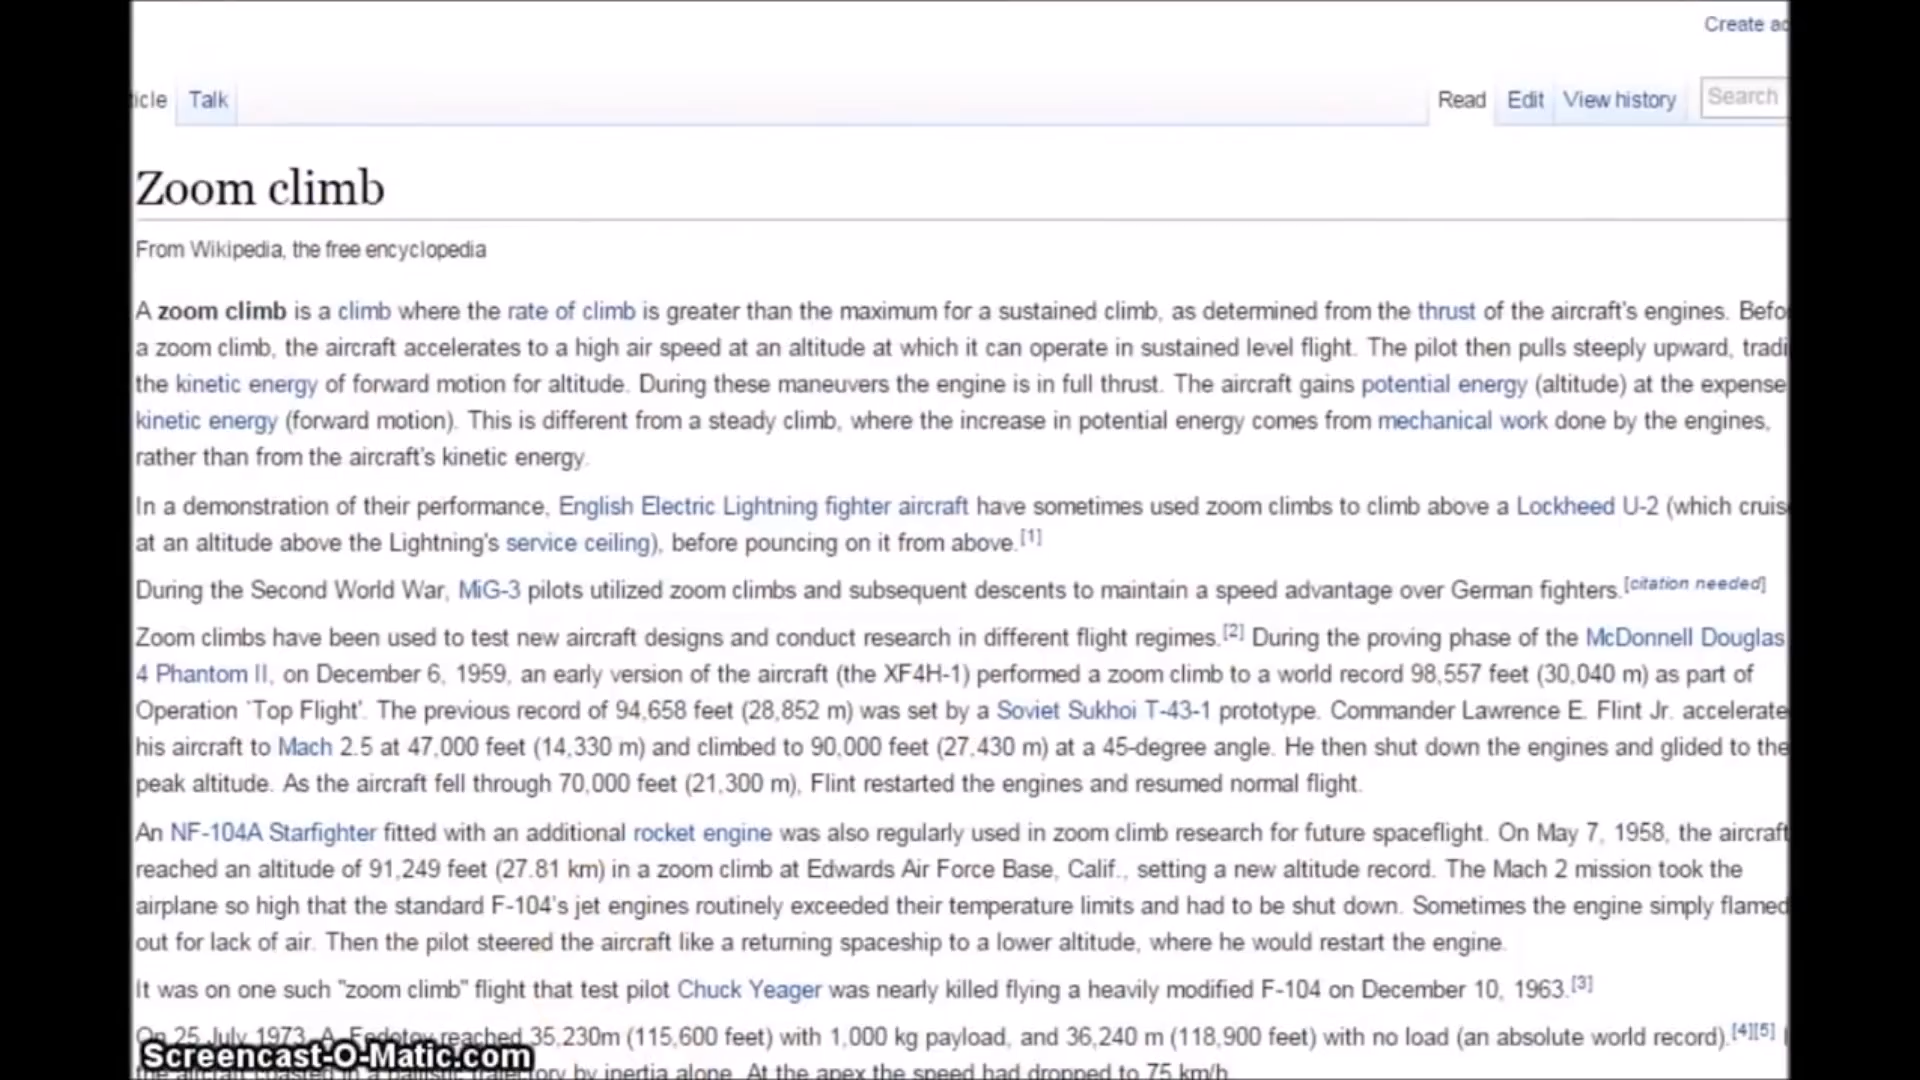 Create ac
icle Talk Read Edit View history Search
Zoom climb
From Wikipedia, the free encyclopedia
A zoom climb is a climb where the rate of climb is greater than the maximum for a sustained climb, as determined from the thrust of the aircraft's engines. Befo
a zoom climb, the aircraft accelerates to a high air speed at an altitude at which it can operate in sustained level flight. The pilot then pulls steeply upward, tradi
the kinetic energy of forward motion for altitude. During these maneuvers the engine is in full thrust. The aircraft gains potential energy (altitude) at the expense
kinetic energy (forward motion). This is different from a steady climb, where the increase in potential energy comes from mechanical work done by the engines,
rather than from the aircraft's kinetic energy.
In a demonstration of their performance, English Electric Lightning fighter aircraft have sometimes used zoom climbs to climb above a Lockheed U-2 (which cruis
at an altitude above the Lightning's service ceiling), before pouncing on it from above.[1]
During the Second World War, MiG-3 pilots utilized zoom climbs and subsequent descents to maintain a speed advantage over German fighters.[citation needed]
Zoom climbs have been used to test new aircraft designs and conduct research in different flight regimes.[2] During the proving phase of the McDonnell Douglas
4 Phantom II, on December 6, 1959, an early version of the aircraft (the XF4H-1) performed a zoom climb to a world record 98,557 feet (30,040 m) as part of
Operation 'Top Flight'. The previous record of 94,658 feet (28,852 m) was set by a Soviet Sukhoi T-43-1 prototype. Commander Lawrence E. Flint Jr. accelerate
his aircraft to Mach 2.5 at 47,000 feet (14,330 m) and climbed to 90,000 feet (27,430 m) at a 45-degree angle. He then shut down the engines and glided to the
peak altitude. As the aircraft fell through 70,000 feet (21,300 m), Flint restarted the engines and resumed normal flight.
An NF-104A Starfighter fitted with an additional rocket engine was also regularly used in zoom climb research for future spaceflight. On May 7, 1958, the aircraft
reached an altitude of 91,249 feet (27.81 km) in a zoom climb at Edwards Air Force Base, Calif., setting a new altitude record. The Mach 2 mission took the
airplane so high that the standard F-104's jet engines routinely exceeded their temperature limits and had to be shut down. Sometimes the engine simply flamed
out for lack of air. Then the pilot steered the aircraft like a returning spaceship to a lower altitude, where he would restart the engine.
It was on one such "zoom climb" flight that test pilot Chuck Yeager was nearly killed flying a heavily modified F-104 on December 10, 1963.[3]
On 25 July 1973, A. Fedotov reached 35,230m (115,600 feet) with 1,000 kg payload, and 36,240 m (118,900 feet) with no load (an absolute world record).[4][5]
the aircraft coasted in a ballistic trajectory by inertia alone. At the apex the speed had dropped to 75 km/h
Screencast-O-Matic.com